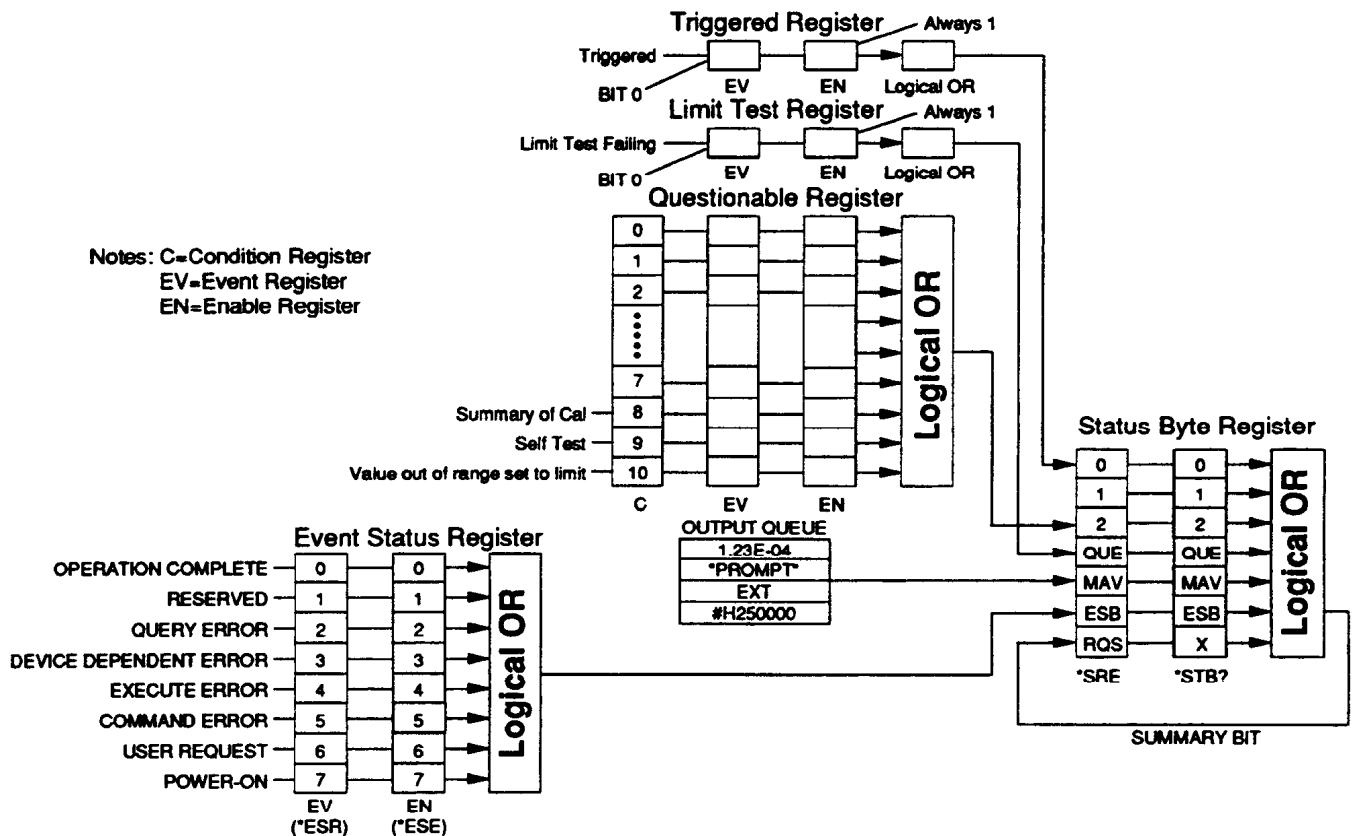 Triggered Register
Always 1
Triggered
BIT 0
EV
EN
Logical OR
Limit Test Register
Always 1
Limit Test Failing
BIT 0
EV
EN
Logical OR
Questionable Register
Notes: C=Condition Register
EV=Event Register
EN=Enable Register
0
1
2
7
Summary of Cal
8
Self Test
9
Value out of range set to limit
10
C
EV
EN
Logical OR
Status Byte Register
0 0
1 1
2 2
QUE QUE
MAV MAV
ESB ESB
RQS X
*SRE *STB?
Logical OR
SUMMARY BIT
OUTPUT QUEUE
1.23E-04
"PROMPT"
EXT
#H250000
Event Status Register
OPERATION COMPLETE 0 0
RESERVED 1 1
QUERY ERROR 2 2
DEVICE DEPENDENT ERROR 3 3
EXECUTE ERROR 4 4
COMMAND ERROR 5 5
USER REQUEST 6 6
POWER-ON 7 7
EV EN
(*ESR) (*ESE)
Logical OR